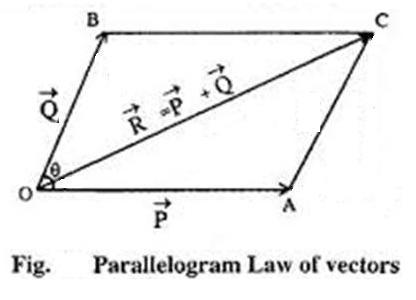 B C
Q⃗
R⃗ = P⃗ + Q⃗
θ
O A
P⃗
Fig. Parallelogram Law of vectors